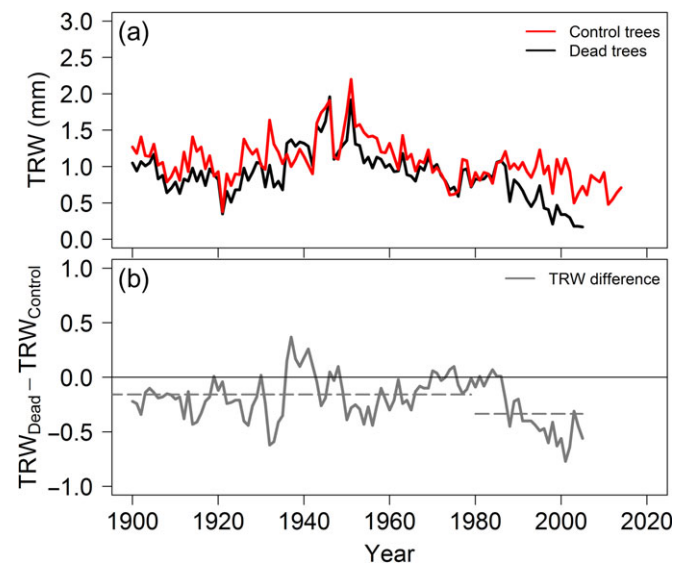 (a)
Control trees
Dead trees
TRW (mm)
3.0
2.5
2.0
1.5
1.0
0.5
0.0
(b)
TRW difference
TRW_Dead − TRW_Control
1.0
0.5
0.0
−0.5
−1.0
1900 1920 1940 1960 1980 2000 2020
Year